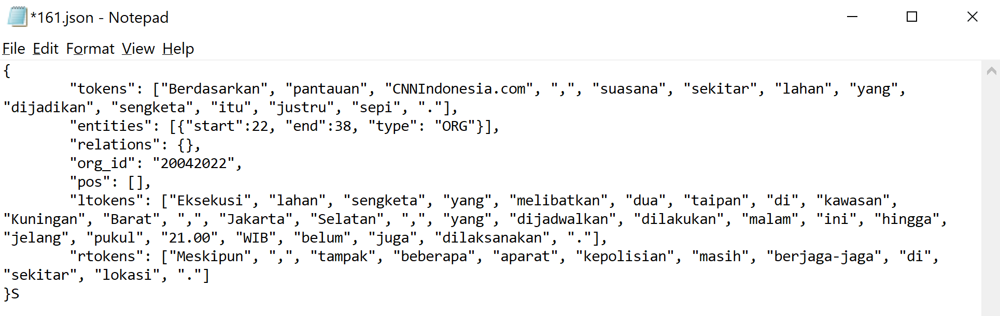 *161.json - Notepad
File Edit Format View Help
{
"tokens": ["Berdasarkan", "pantauan", "CNNIndonesia.com", ",", "suasana", "sekitar", "lahan", "yang",
"dijadikan", "sengketa", "itu", "justru", "sepi", "."],
"entities": [{"start":22, "end":38, "type": "ORG"}],
"relations": {},
"org_id": "20042022",
"pos": [],
"ltokens": ["Eksekusi", "lahan", "sengketa", "yang", "melibatkan", "dua", "taipan", "di", "kawasan",
"Kuningan", "Barat", ",", "Jakarta", "Selatan", ",", "yang", "dijadwalkan", "dilakukan", "malam", "ini", "hingga",
"jelang", "pukul", "21.00", "WIB", "belum", "juga", "dilaksanakan", "."],
"rtokens": ["Meskipun", ",", "tampak", "beberapa", "aparat", "kepolisian", "masih", "berjaga-jaga", "di",
"sekitar", "lokasi", "."]
}S